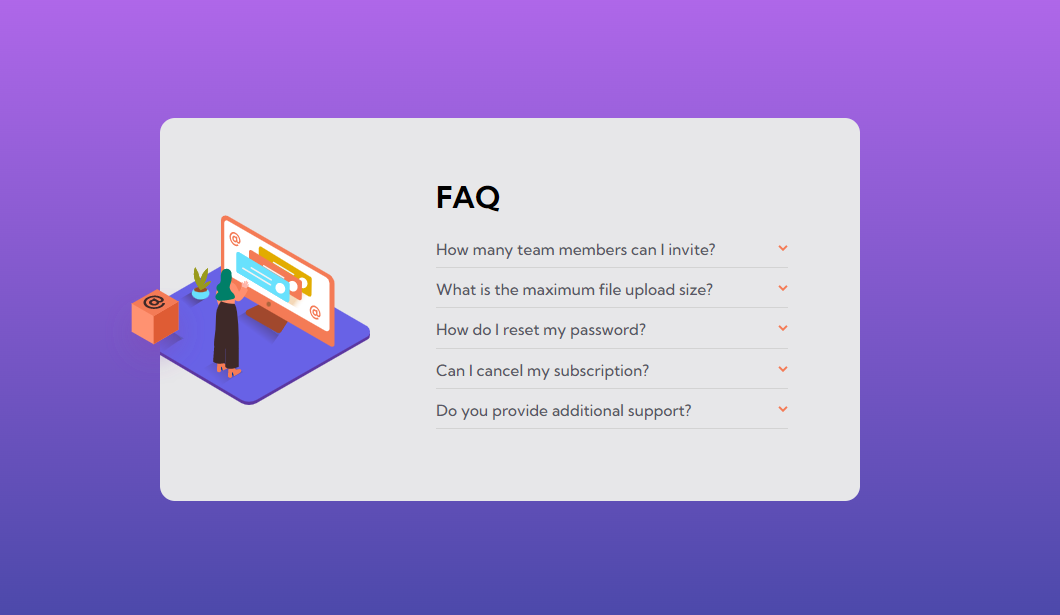 FAQ
How many team members can I invite?
What is the maximum file upload size?
How do I reset my password?
Can I cancel my subscription?
Do you provide additional support?
@
@
@